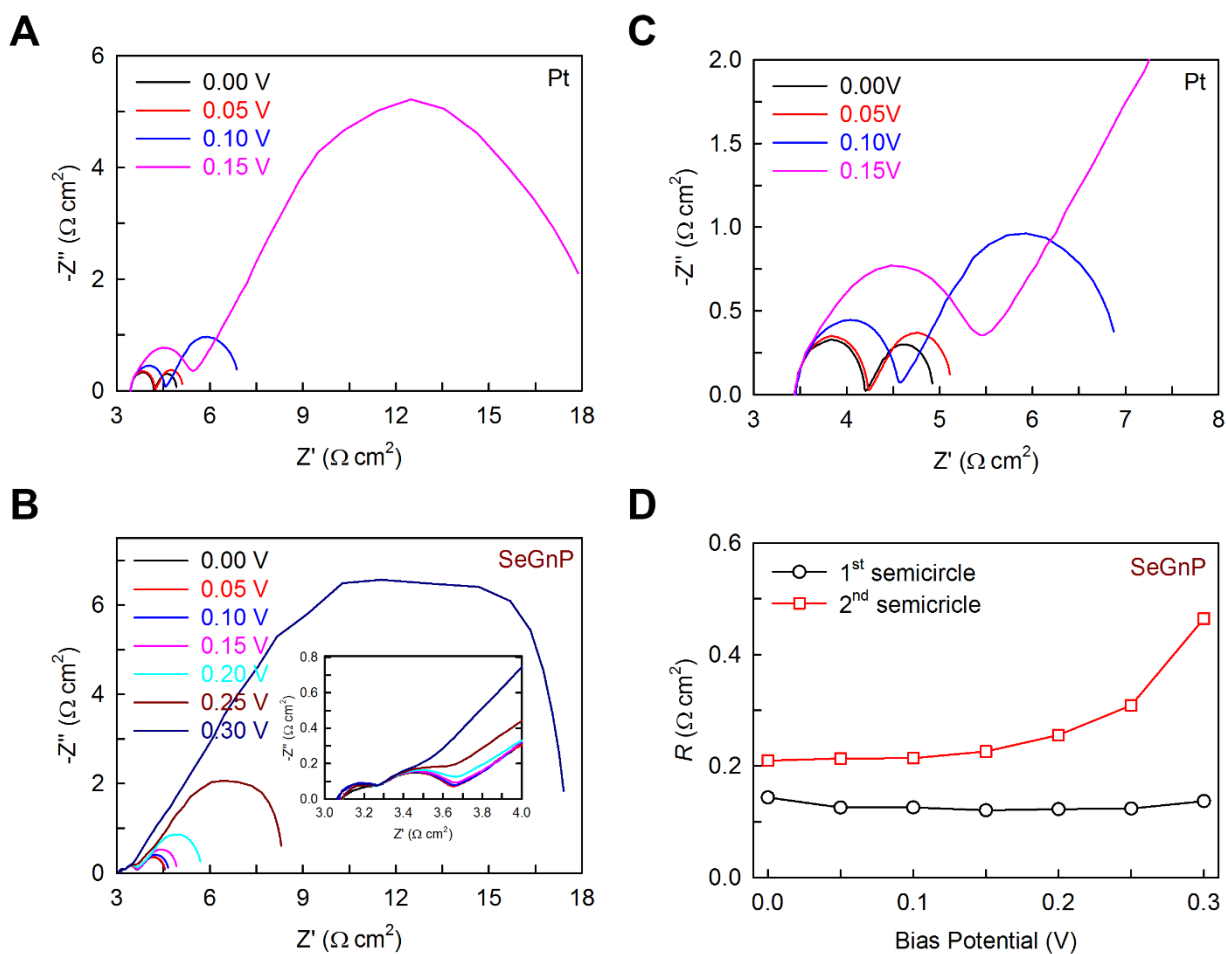 A
6
4
2
0
-Z" (Ω cm²)
0.00 V
0.05 V
0.10 V
0.15 V
Pt
3 6 9 12 15 18
Z' (Ω cm²)
C
2.0
1.5
1.0
0.5
0.0
-Z" (Ω cm²)
0.00V
0.05V
0.10V
0.15V
Pt
3 4 5 6 7 8
Z' (Ω cm²)
B
6
4
2
0
-Z" (Ω cm²)
0.00 V
0.05 V
0.10 V
0.15 V
0.20 V
0.25 V
0.30 V
SeGnP
0.8
0.6
0.4
0.2
0.0
-Z" (Ω cm²)
3.0 3.2 3.4 3.6 3.8 4.0
Z' (Ω cm²)
3 6 9 12 15 18
Z' (Ω cm²)
D
0.6
0.4
0.2
0.0
R (Ω cm²)
1st semicircle
2nd semicricle
SeGnP
0.0 0.1 0.2 0.3
Bias Potential (V)